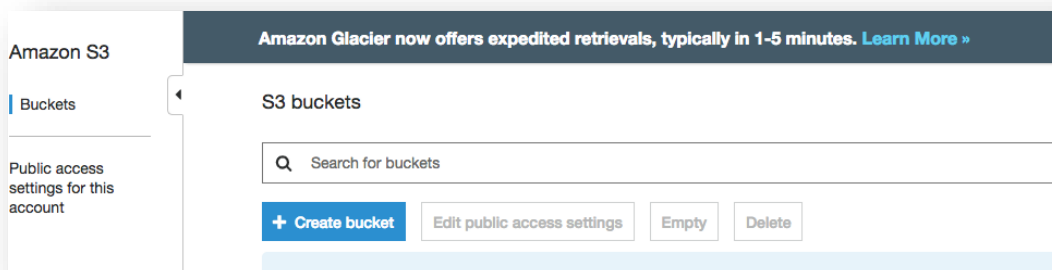 Amazon S3
Buckets
Public access
settings for this
account
Amazon Glacier now offers expedited retrievals, typically in 1-5 minutes. Learn More »
S3 buckets
Search for buckets
+ Create bucket
Edit public access settings
Empty
Delete